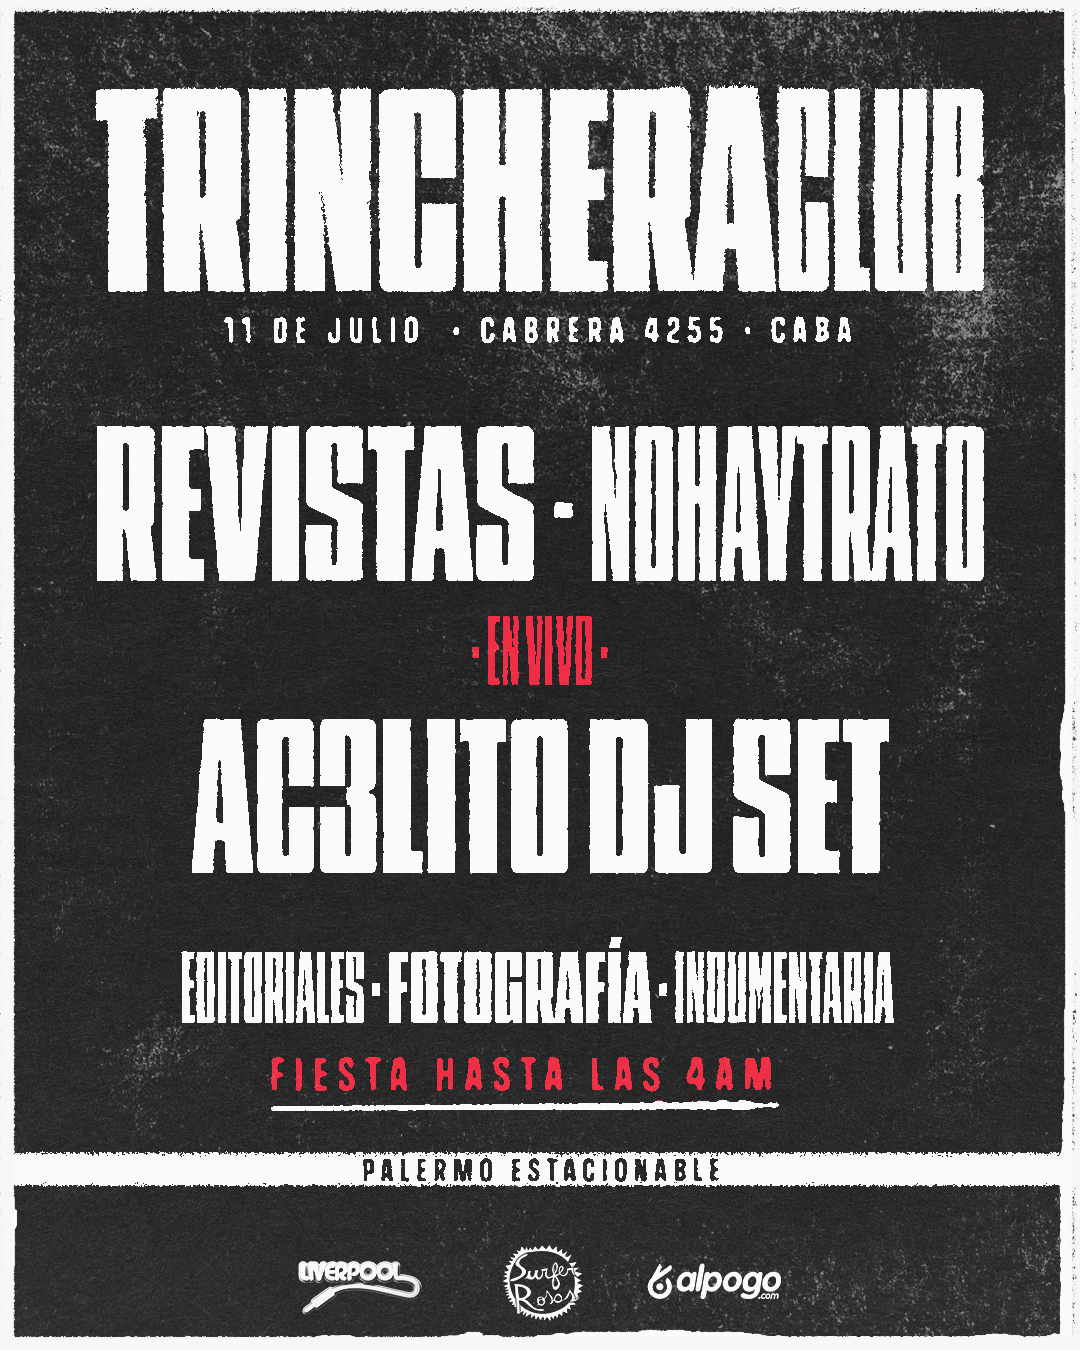 TRINCHERACLUB
11 DE JULIO · CABRERA 4255 · CABA
REVISTAS · NOHAYTRATO
· EN VIVO ·
AC3LITO DJ SET
EDITORIALES · FOTOGRAFÍA · INDUMENTARIA
FIESTA HASTA LAS 4AM
PALERMO ESTACIONABLE
LIVERPOOL
Surfer Rosas
alpogo
.com